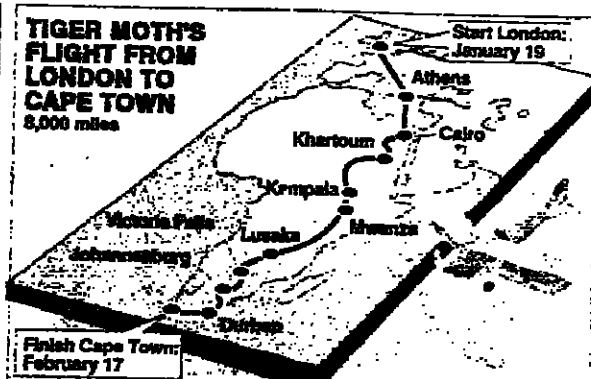 TIGER MOTH'S
FLIGHT FROM
LONDON TO
CAPE TOWN
8,000 miles
Start London:
January 19
Athens
Cairo
Khartoum
Kampala
Mwanza
Victoria Falls
Lusaka
Johannesburg
Durban
Finish Cape Town:
February 17